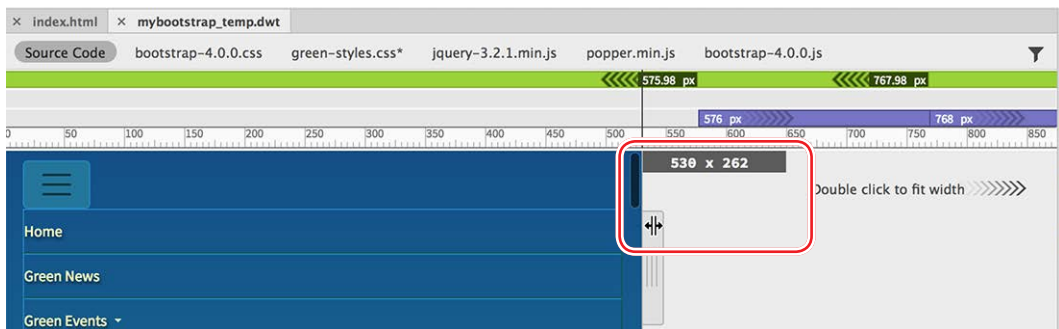 × index.html × mybootstrap_temp.dwt
Source Code bootstrap-4.0.0.css green-styles.css* jquery-3.2.1.min.js popper.min.js bootstrap-4.0.0.js
575.98 px 767.98 px
576 px 768 px
0 50 100 150 200 250 300 350 400 450 500 550 600 650 700 750 800 850
530 x 262
Double click to fit width
Home
Green News
Green Events